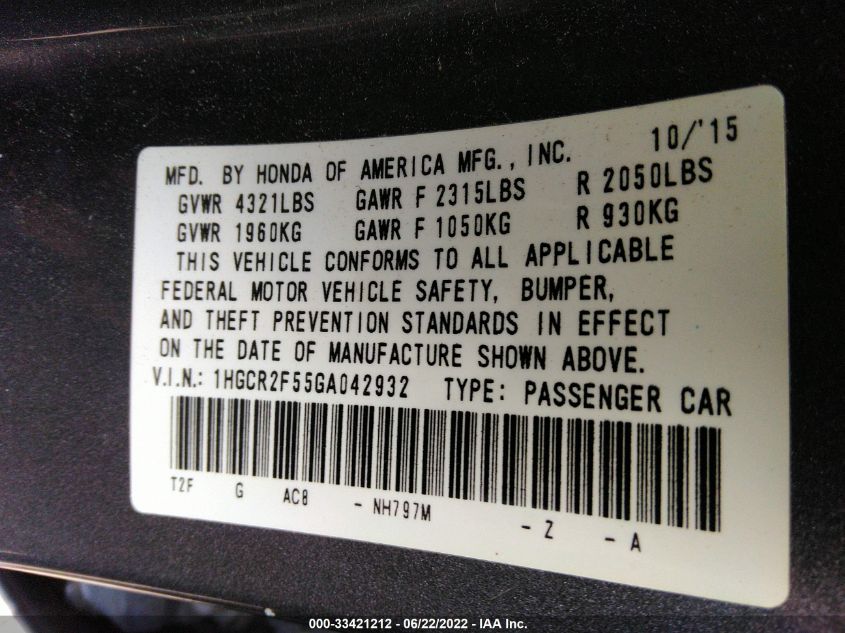 10/'15
MFD. BY HONDA OF AMERICA MFG., INC.
GVWR 4321LBS GAWR F 2315LBS R 2050LBS
GVWR 1960KG GAWR F 1050KG R 930KG
THIS VEHICLE CONFORMS TO ALL APPLICABLE
FEDERAL MOTOR VEHICLE SAFETY, BUMPER,
AND THEFT PREVENTION STANDARDS IN EFFECT
ON THE DATE OF MANUFACTURE SHOWN ABOVE.
V.I.N.: 1HGCR2F55GA042932 TYPE: PASSENGER CAR
T2F G AC8 - NH797M - Z - A
000-33421212 - 06/22/2022 - IAA Inc.